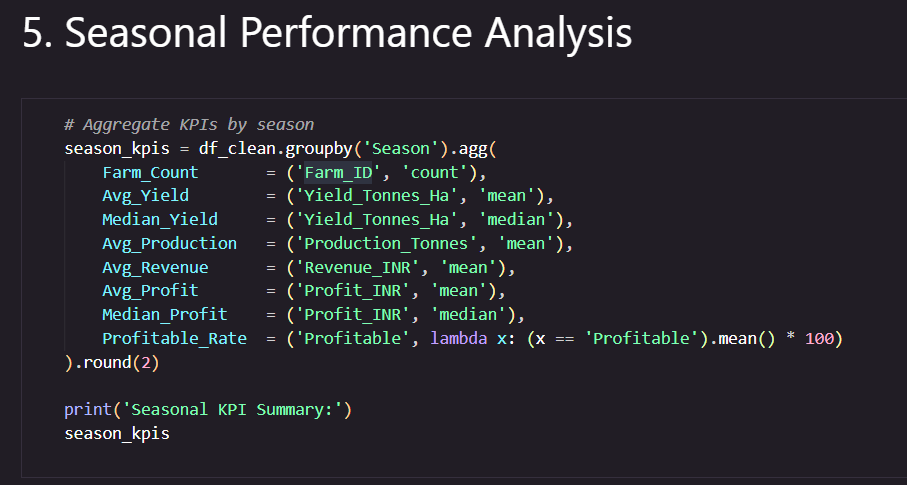 5. Seasonal Performance Analysis
# Aggregate KPIs by season
season_kpis = df_clean.groupby('Season').agg(
    Farm_Count       = ('Farm_ID', 'count'),
    Avg_Yield        = ('Yield_Tonnes_Ha', 'mean'),
    Median_Yield     = ('Yield_Tonnes_Ha', 'median'),
    Avg_Production   = ('Production_Tonnes', 'mean'),
    Avg_Revenue      = ('Revenue_INR', 'mean'),
    Avg_Profit       = ('Profit_INR', 'mean'),
    Median_Profit    = ('Profit_INR', 'median'),
    Profitable_Rate  = ('Profitable', lambda x: (x == 'Profitable').mean() * 100)
).round(2)
print('Seasonal KPI Summary:')
season_kpis